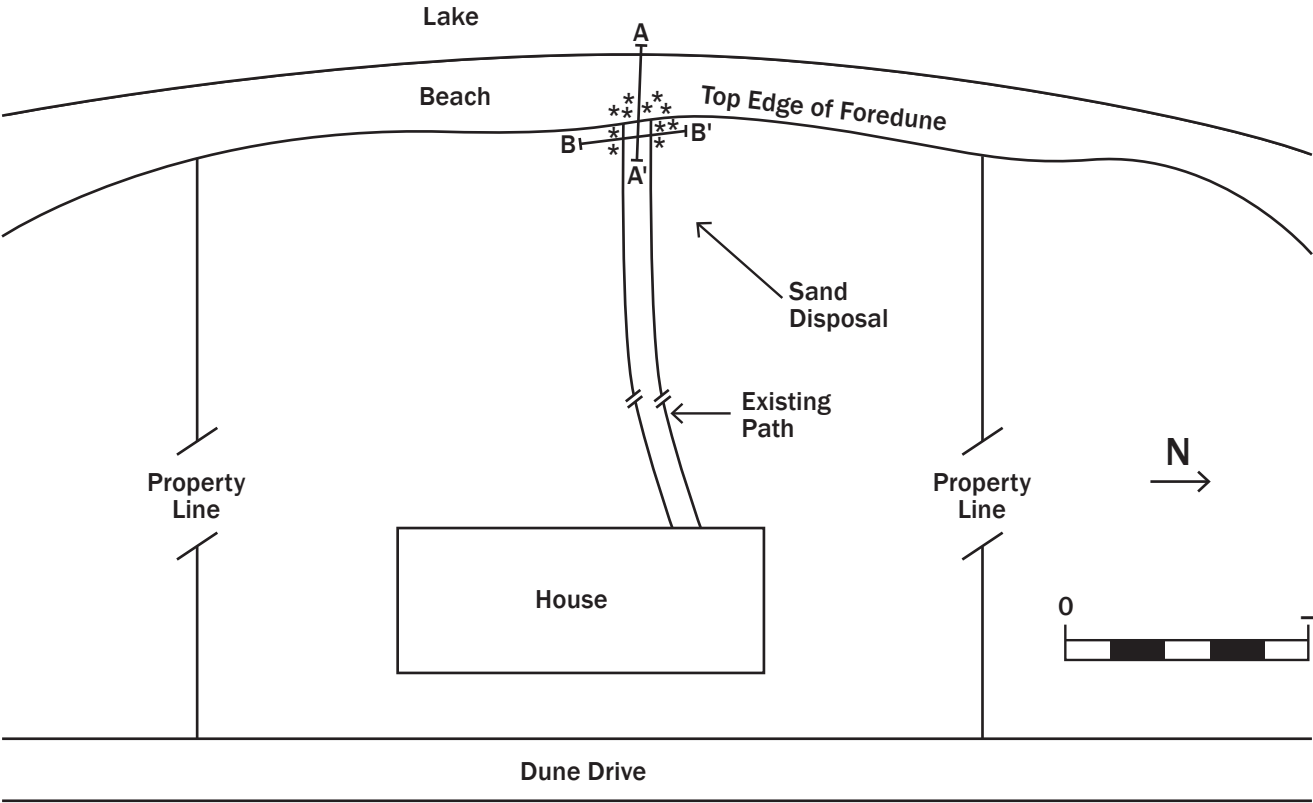 Lake
A
Beach
Top Edge of Foredune
B
B'
A'
Sand
Disposal
Existing
Path
N
Property
Line
Property
Line
House
0
Dune Drive